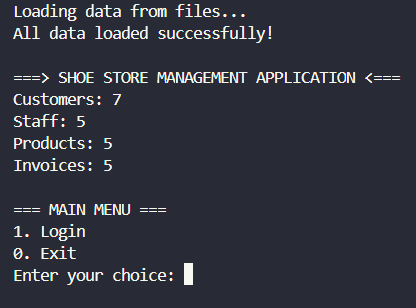 Loading data from files...
All data loaded successfully!
===> SHOE STORE MANAGEMENT APPLICATION <===
Customers: 7
Staff: 5
Products: 5
Invoices: 5
=== MAIN MENU ===
1. Login
0. Exit
Enter your choice: